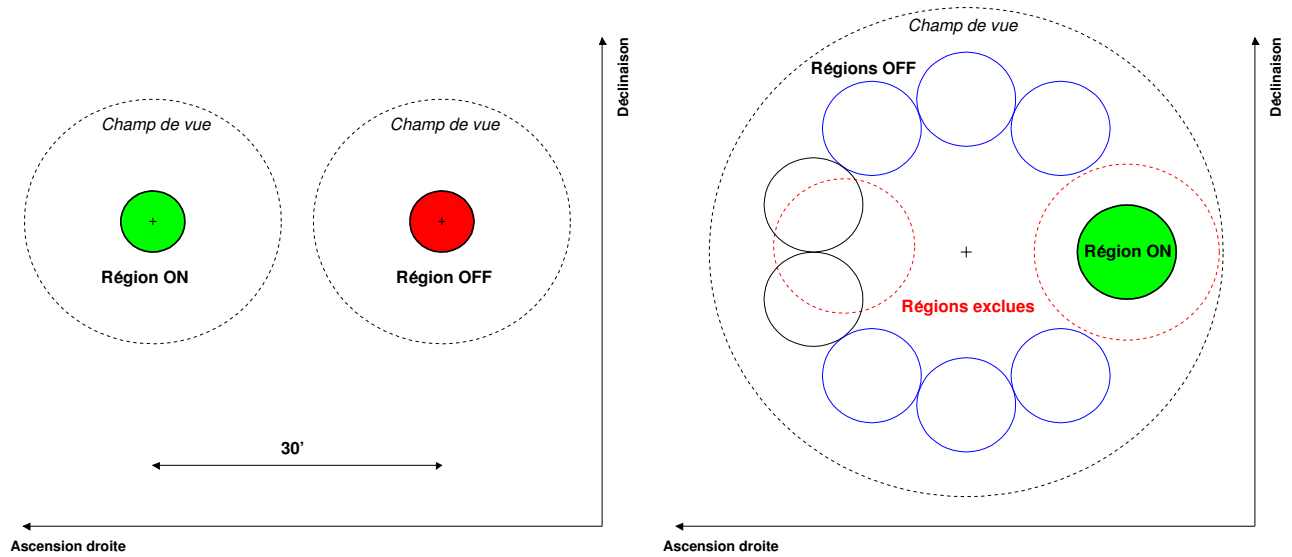 Champ de vue
Champ de vue
Région ON
Région OFF
30'
Déclinaison
Ascension droite
Champ de vue
Régions OFF
Région ON
Régions exclues
Déclinaison
Ascension droite